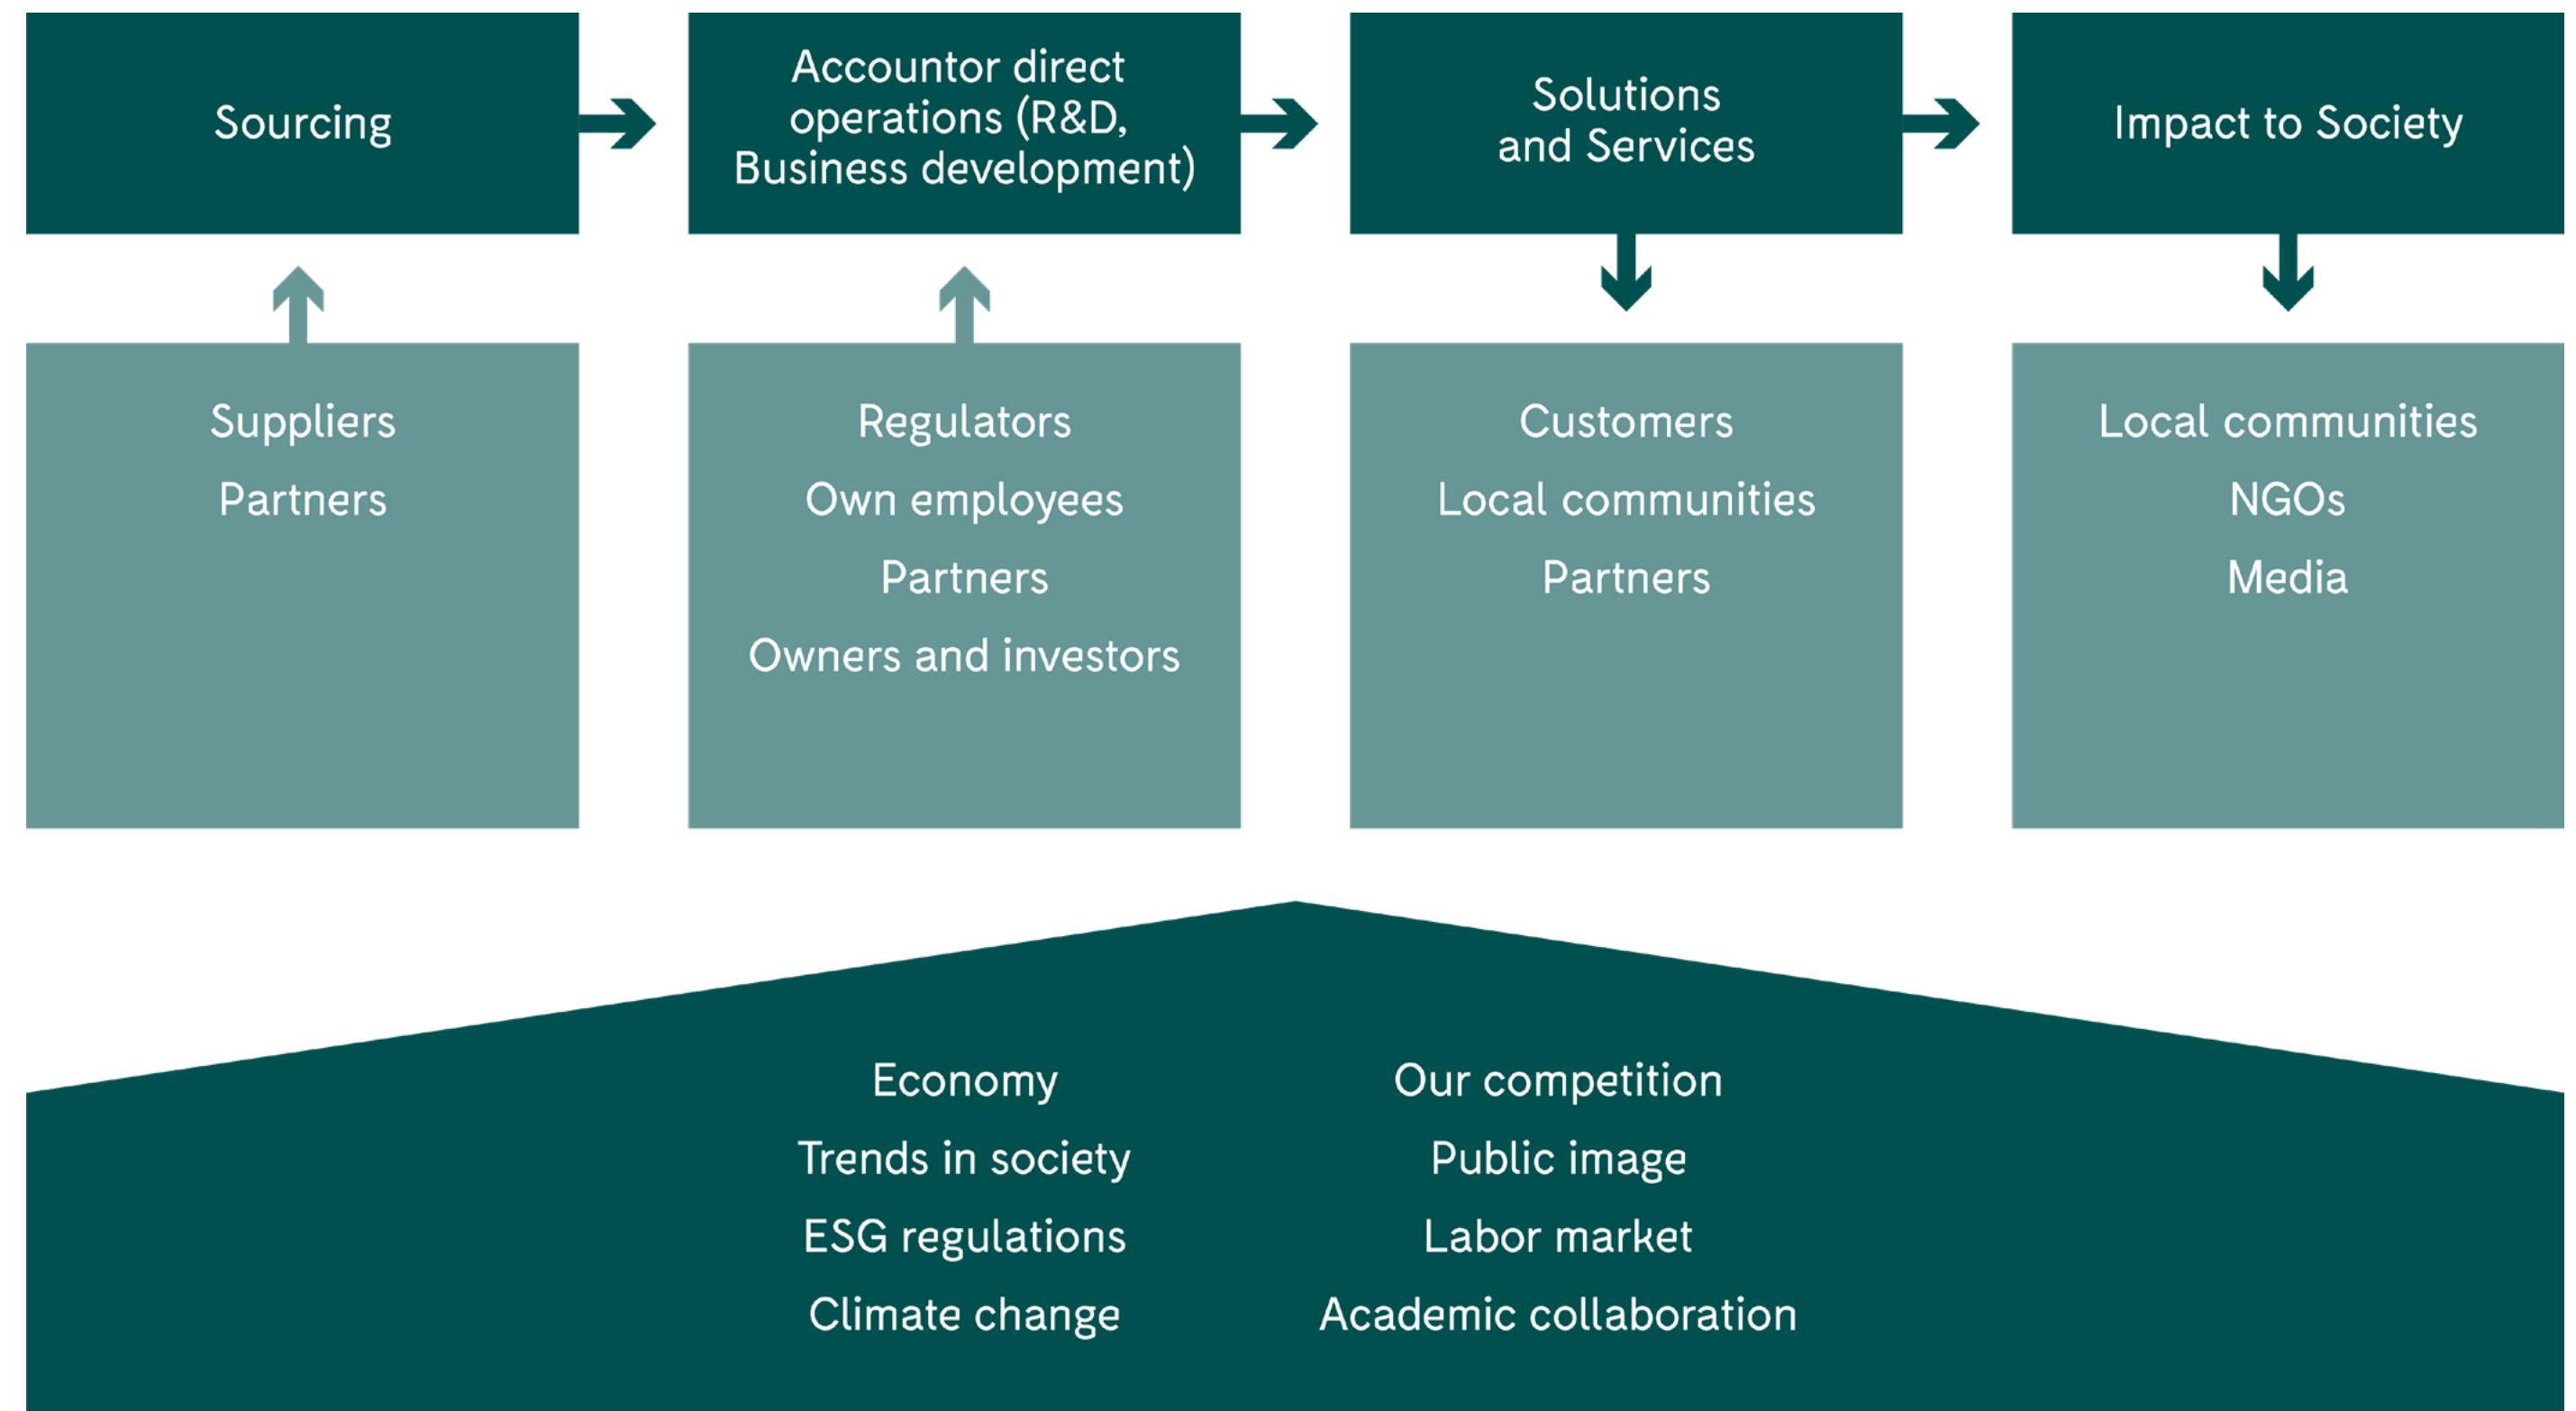 Sourcing
Accountor direct
operations (R&D,
Business development)
Solutions
and Services
Impact to Society
Suppliers
Partners
Regulators
Own employees
Partners
Owners and investors
Customers
Local communities
Partners
Local communities
NGOs
Media
Economy
Trends in society
ESG regulations
Climate change
Our competition
Public image
Labor market
Academic collaboration